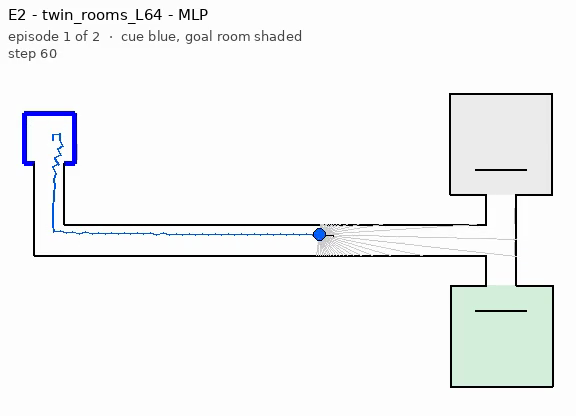 E2 - twin_rooms_L64 - MLP
episode 1 of 2 · cue blue, goal room shaded
step 60